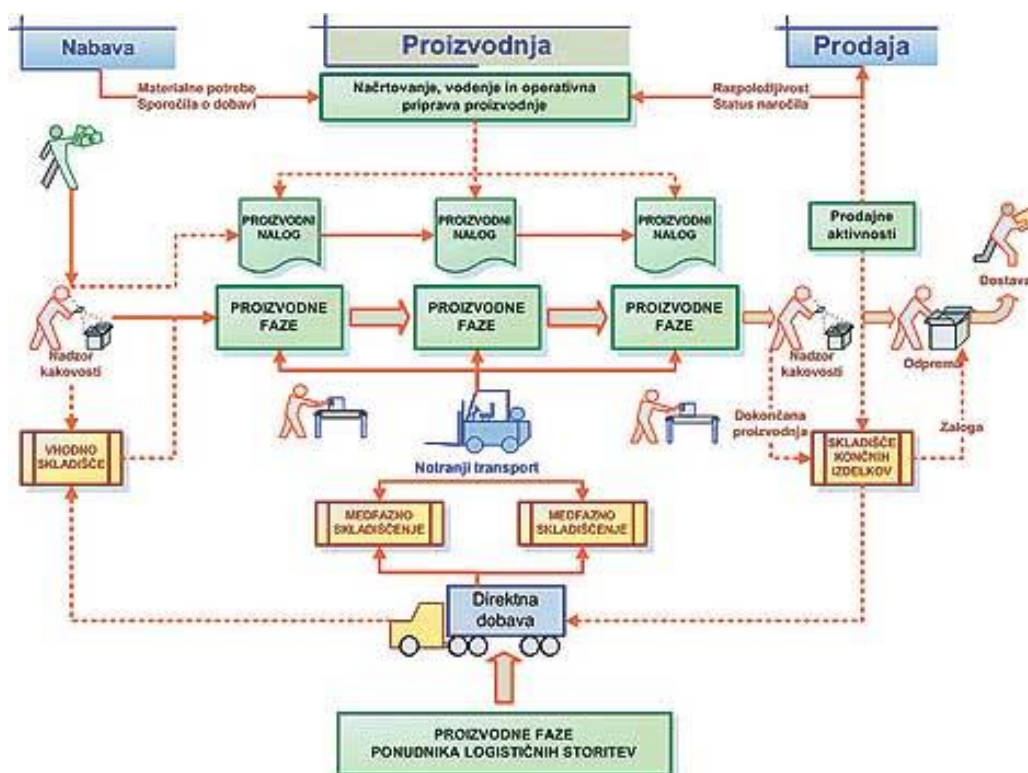 Nabava
Proizvodnja
Prodaja
Materialne potrebe
Sporočila o dobavi
Načrtovanje, vodenje in operativna
priprava proizvodnje
Razpoložljivost
Status naročila
PROIZVODNI
NALOG
PROIZVODNI
NALOG
PROIZVODNI
NALOG
Prodajne
aktivnosti
Dostava
PROIZVODNE
FAZE
PROIZVODNE
FAZE
PROIZVODNE
FAZE
Nadzor
kakovosti
Nadzor
kakovosti
Odprema
Notranji transport
Dokončana
proizvodnja
Zaloga
VHODNO
SKLADIŠČE
SKLADIŠČE
KONČNIH
IZDELKOV
MEDFAZNO
SKLADIŠČENJE
MEDFAZNO
SKLADIŠČENJE
Direktna
dobava
PROIZVODNE FAZE
PONUDNIKA LOGISTIČNIH STORITEV